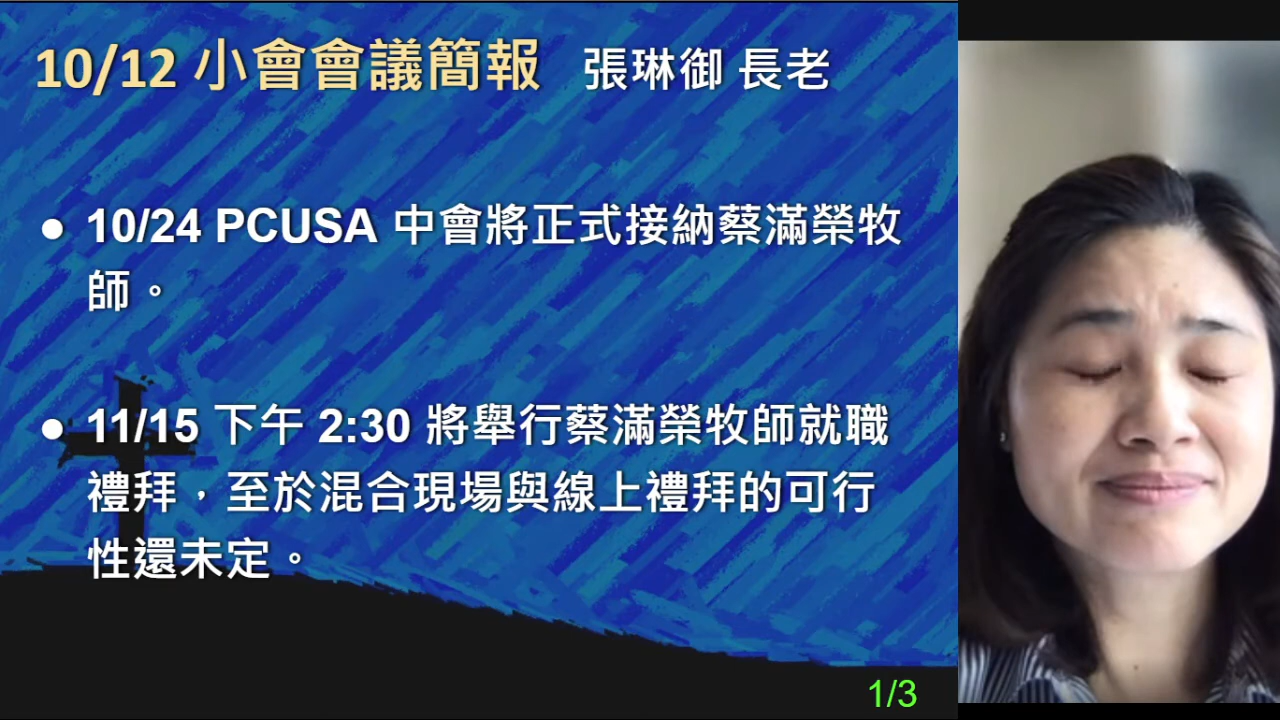 10/12 小會會議簡報 張琳御 長老
● 10/24 PCUSA 中會將正式接納蔡滿榮牧
師。
● 11/15 下午 2:30 將舉行蔡滿榮牧師就職
禮拜，至於混合現場與線上禮拜的可行
性還未定。
1/3